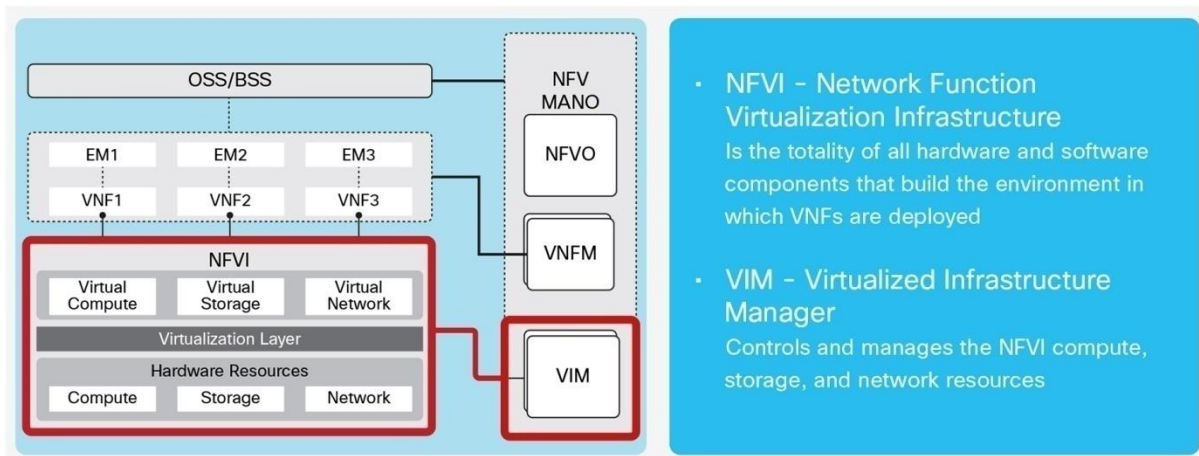 OSS/BSS
EM1
EM2
EM3
VNF1
VNF2
VNF3
NFVI
Virtual
Compute
Virtual
Storage
Virtual
Network
Virtualization Layer
Hardware Resources
Compute
Storage
Network
NFV
MANO
NFVO
VNFM
VIM
• NFVI - Network Function
Virtualization Infrastructure
Is the totality of all hardware and software
components that build the environment in
which VNFs are deployed
• VIM - Virtualized Infrastructure
Manager
Controls and manages the NFVI compute,
storage, and network resources